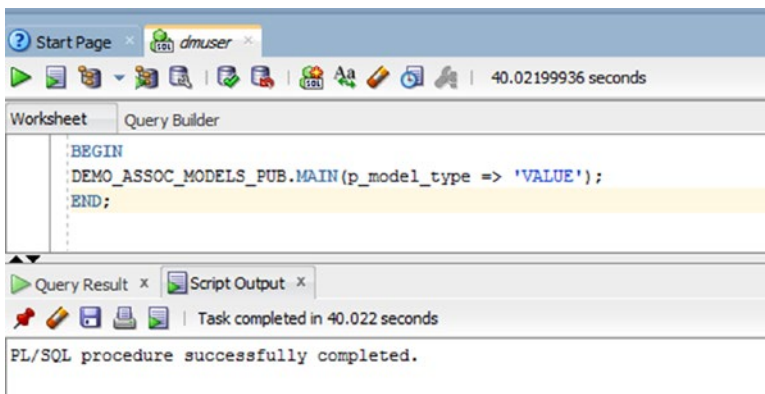 Start Page
dmuser
40.02199936 seconds
Worksheet Query Builder
BEGIN
DEMO_ASSOC_MODELS_PUB.MAIN(p_model_type => 'VALUE');
END;
Query Result x Script Output x
Task completed in 40.022 seconds
PL/SQL procedure successfully completed.